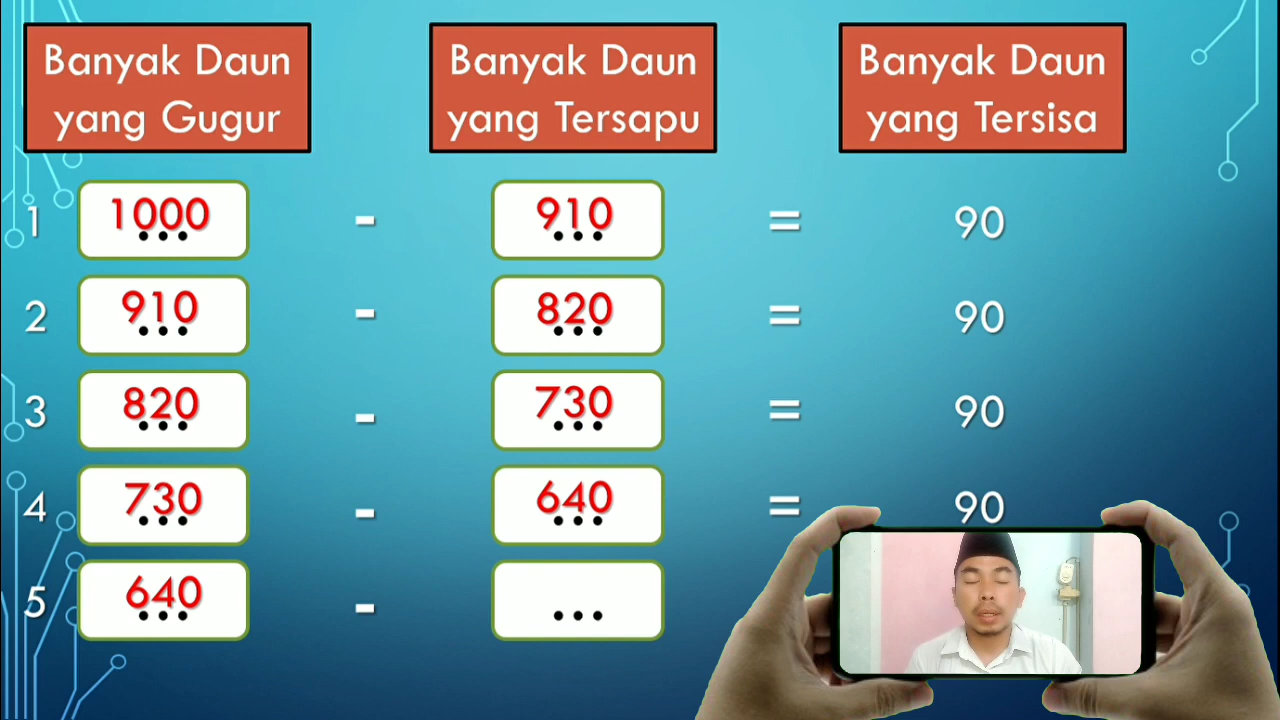 Banyak Daun
yang Gugur
Banyak Daun
yang Tersapu
Banyak Daun
yang Tersisa
1 1000 ... - 910 ... = 90
2 910 ... - 820 ... = 90
3 820 ... - 730 ... = 90
4 730 ... - 640 ... = 90
5 640 ... - ...